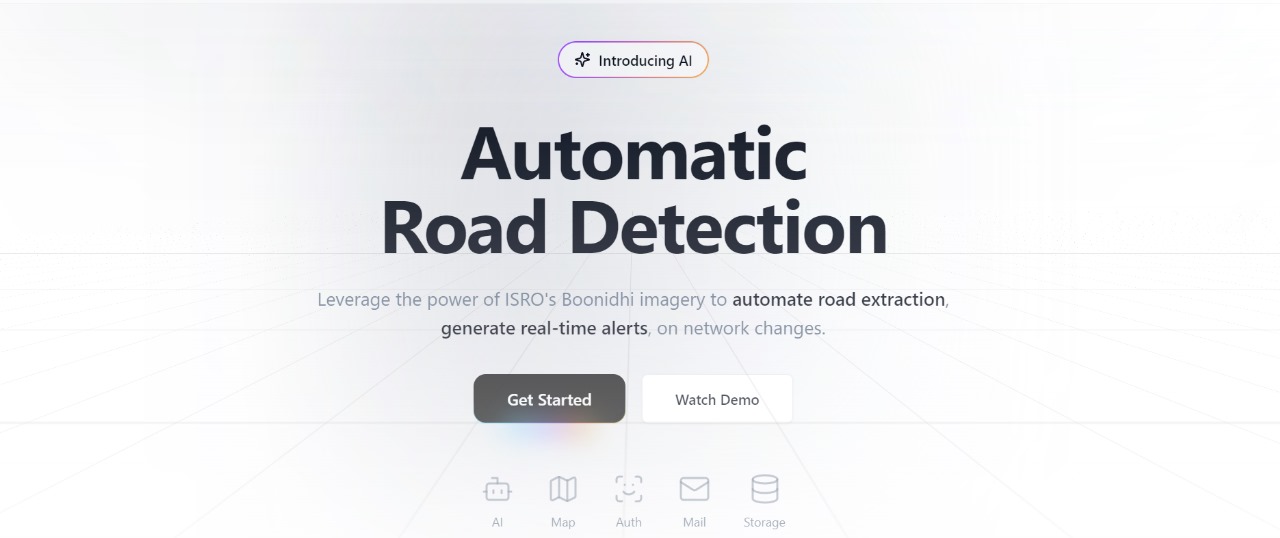 Introducing AI
Automatic
Road Detection
Leverage the power of ISRO's Boonidhi imagery to automate road extraction,
generate real-time alerts, on network changes.
Get Started
Watch Demo
AI
Map
Auth
Mail
Storage